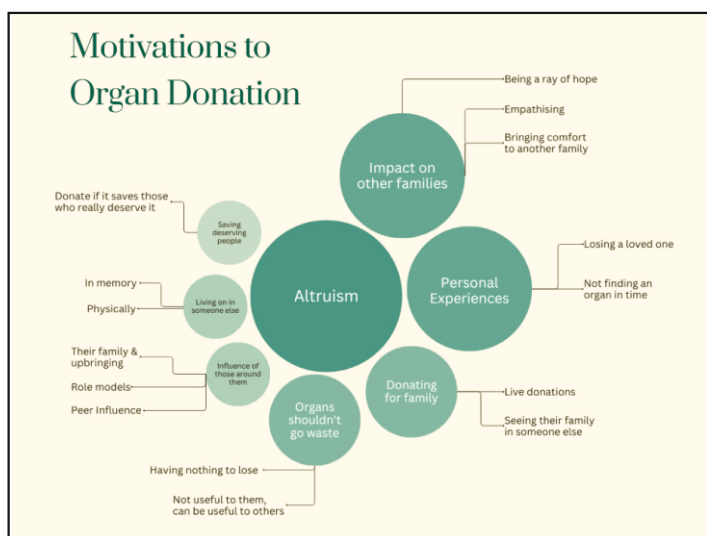 Motivations to
Organ Donation
Being a ray of hope
Empathising
Bringing comfort
to another family
Impact on
other families
Donate if it saves those
who really deserve it
Saving
deserving
people
Losing a loved one
Not finding an
organ in time
Personal
Experiences
Altruism
In memory
Physically
Living on in
someone else
Their family &
upbringing
Role models
Peer Influence
Influence of
those around
them
Donating
for family
Live donations
Seeing their family
in someone else
Organs
shouldn't
go waste
Having nothing to lose
Not useful to them,
can be useful to others